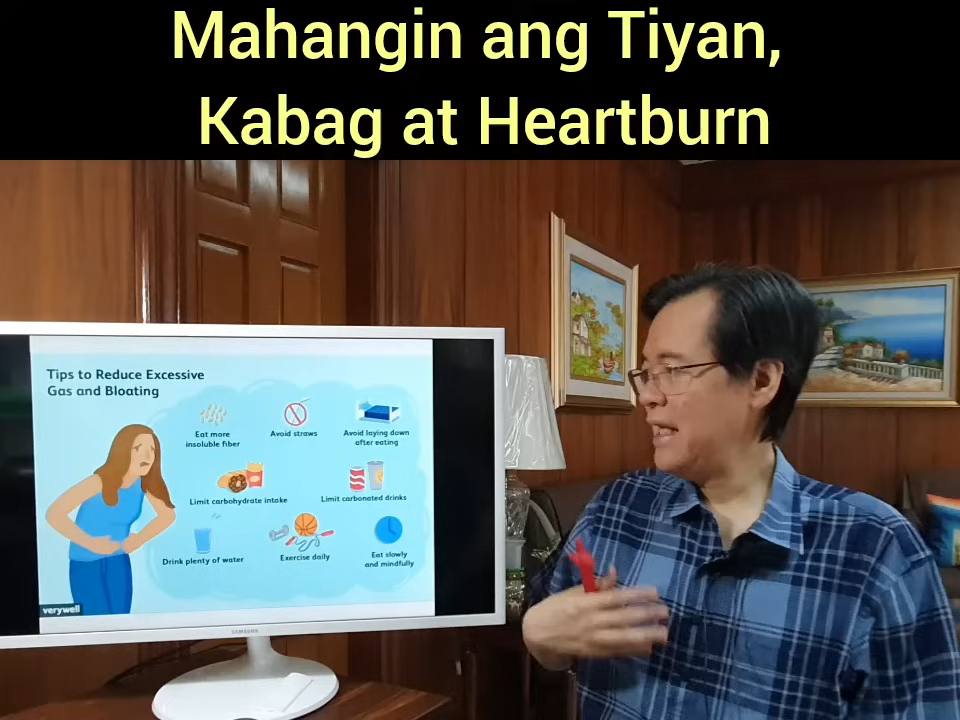 Mahangin ang Tiyan,
Kabag at Heartburn
Tips to Reduce Excessive
Gas and Bloating
Eat more
insoluble fiber
Avoid straws
Avoid laying down
after eating
Limit carbohydrate intake
Limit carbonated drinks
Drink plenty of water
Exercise daily
Eat slowly
and mindfully
verywell
SAMSUNG